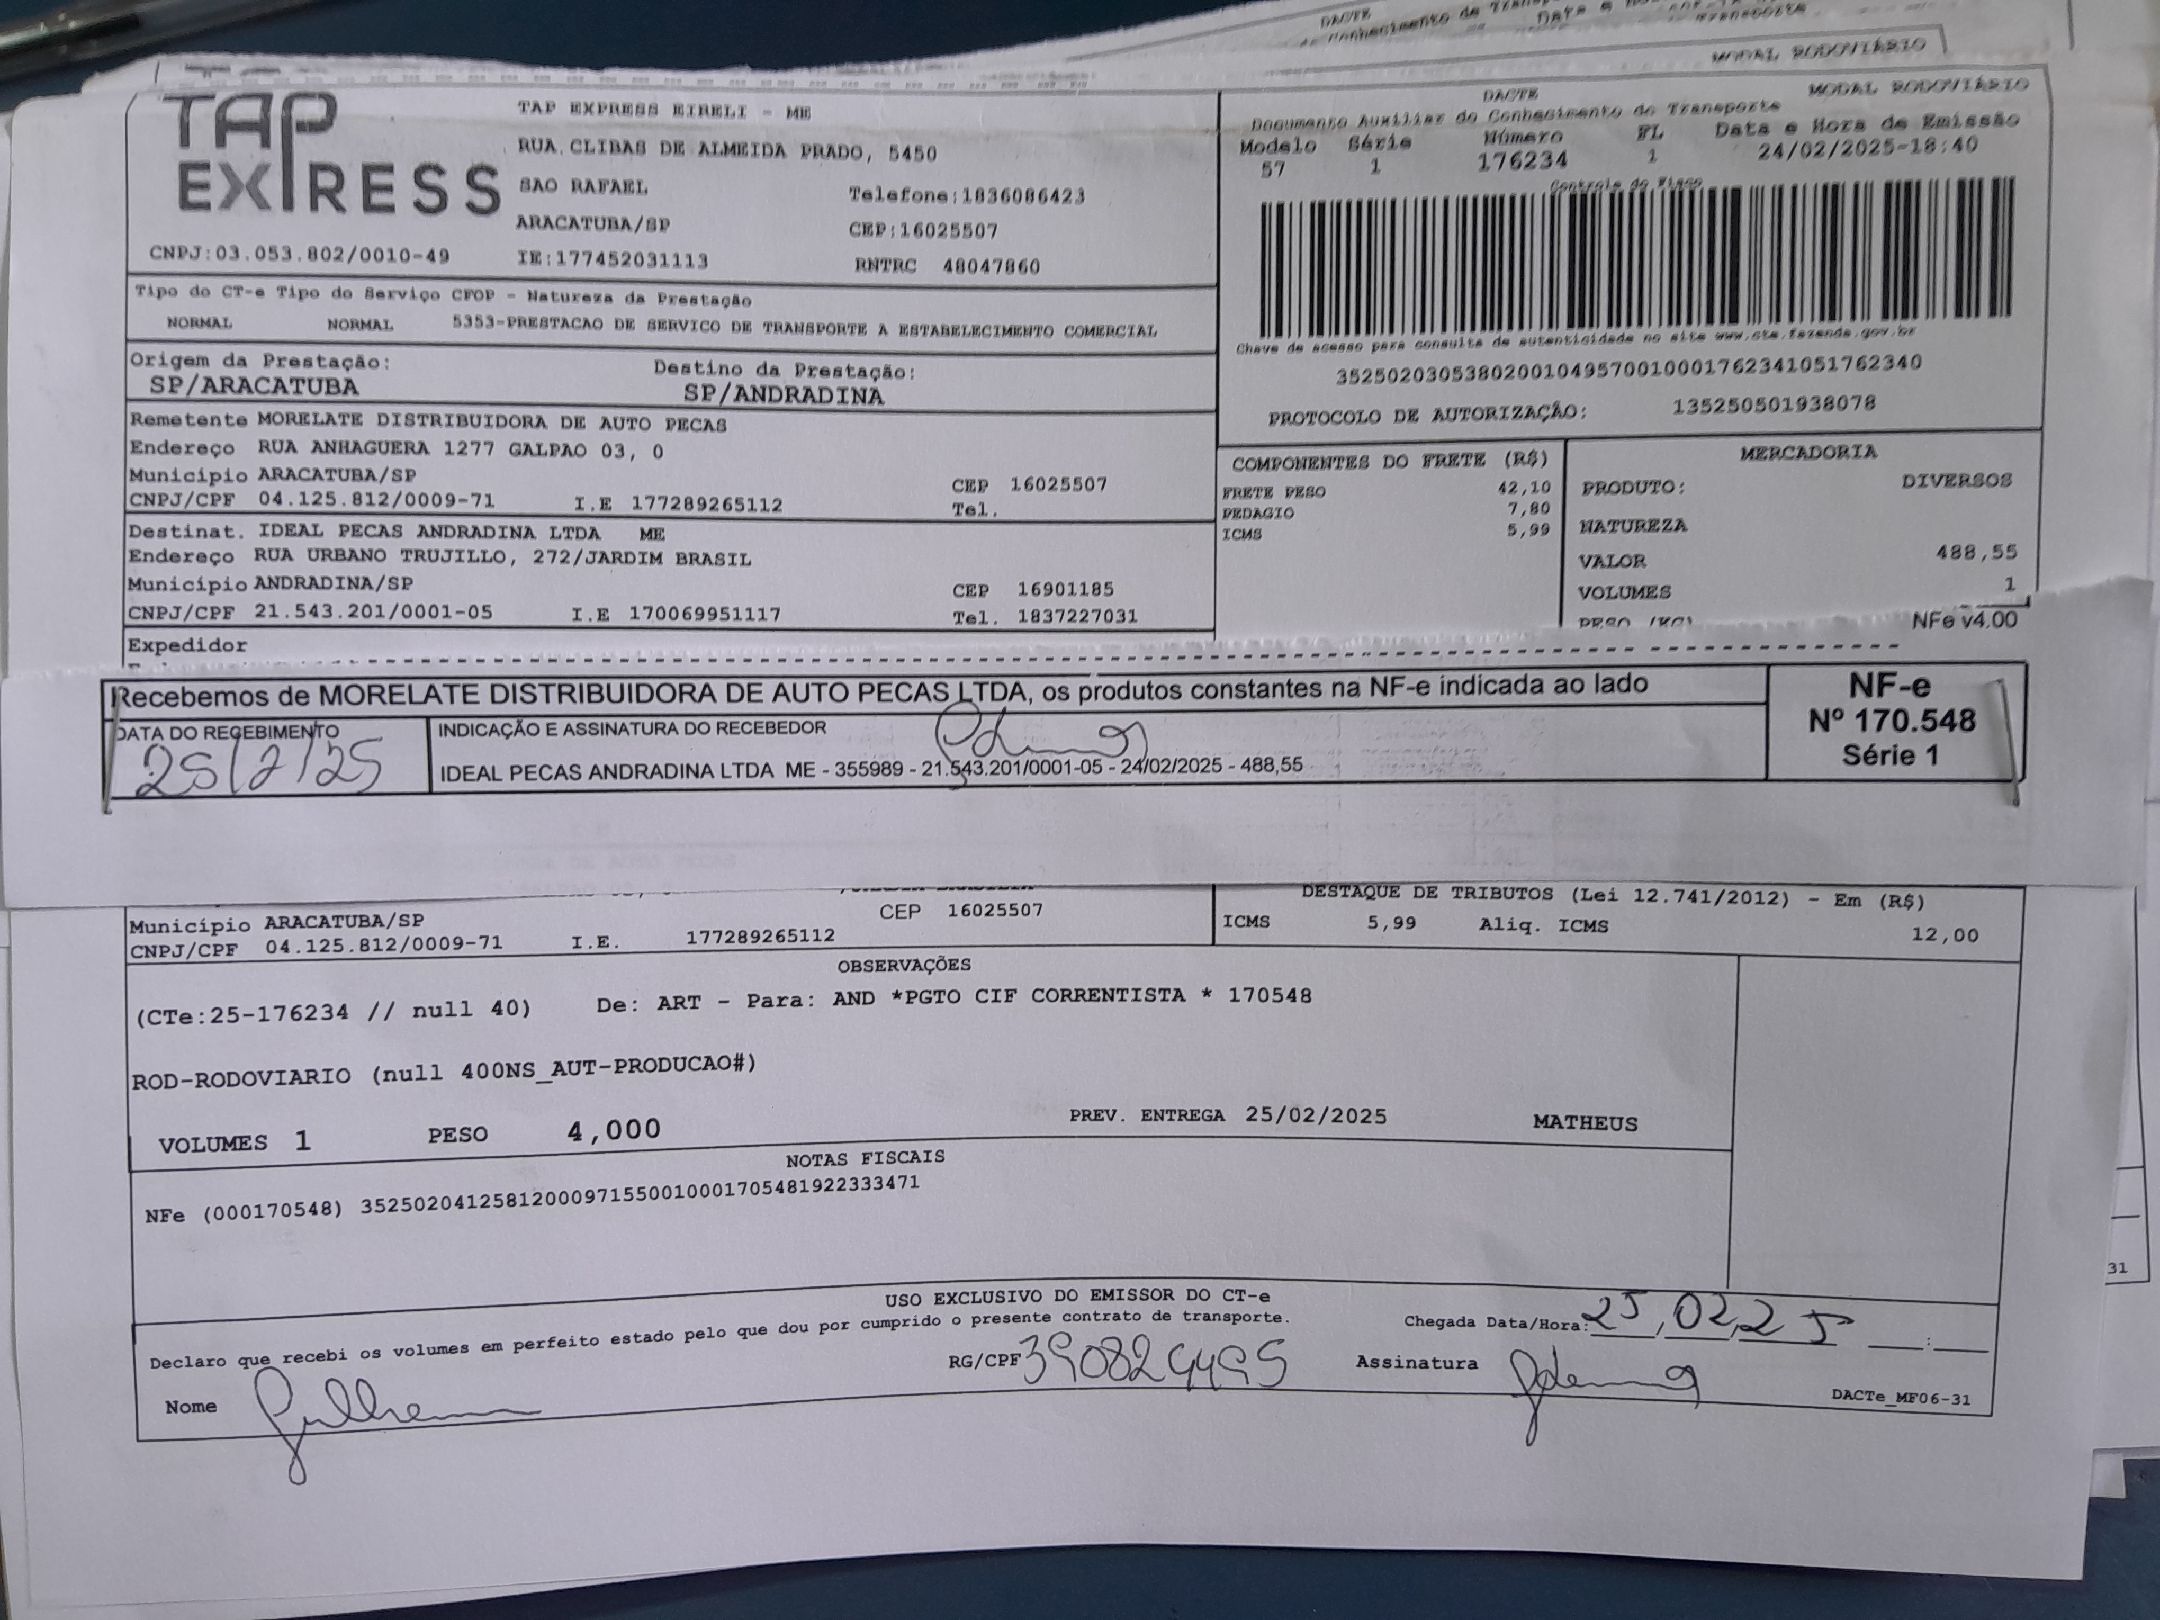 TAP EXPRESS
TAP EXPRESS EIRELI - ME
RUA.CLIBAS DE ALMEIDA PRADO, 5450
SAO RAFAEL Telefone:1836086423
ARACATUBA/SP CEP:16025507
CNPJ:03.053.802/0010-49 IE:177452031113 RNTRC 48047860
MODAL RODOVIÁRIO
DACTE MODAL RODOVIÁRIO
Documento Auxiliar do Conhecimento de Transporte
Modelo Série Número FL Data e Hora de Emissão
57 1 176234 1 24/02/2025-18:40
Controle do Fisco
Chave de acesso para consulta de autenticidade no site www.cte.fazenda.gov.br
35250203053802001049570010001762341051762340
PROTOCOLO DE AUTORIZAÇÃO: 135250501938078
Tipo do CT-e Tipo do Serviço CFOP - Natureza da Prestação
NORMAL NORMAL 5353-PRESTACAO DE SERVICO DE TRANSPORTE A ESTABELECIMENTO COMERCIAL
Origem da Prestação: Destino da Prestação:
SP/ARACATUBA SP/ANDRADINA
Remetente MORELATE DISTRIBUIDORA DE AUTO PECAS
Endereço RUA ANHAGUERA 1277 GALPAO 03, 0
Município ARACATUBA/SP CEP 16025507
CNPJ/CPF 04.125.812/0009-71 I.E 177289265112 Tel.
Destinat. IDEAL PECAS ANDRADINA LTDA ME
Endereço RUA URBANO TRUJILLO, 272/JARDIM BRASIL
Município ANDRADINA/SP CEP 16901185
CNPJ/CPF 21.543.201/0001-05 I.E 170069951117 Tel. 1837227031
Expedidor
COMPONENTES DO FRETE (R$)
FRETE PESO 42,10
PEDAGIO 7,80
ICMS 5,99
MERCADORIA
PRODUTO: DIVERSOS
NATUREZA
VALOR 488,55
VOLUMES 1
PESO (KG)
NFe v4.00
Recebemos de MORELATE DISTRIBUIDORA DE AUTO PECAS LTDA, os produtos constantes na NF-e indicada ao lado
DATA DO RECEBIMENTO INDICAÇÃO E ASSINATURA DO RECEBEDOR
25/2/25
IDEAL PECAS ANDRADINA LTDA ME - 355989 - 21.543.201/0001-05 - 24/02/2025 - 488,55
NF-e
Nº 170.548
Série 1
Município ARACATUBA/SP CEP 16025507
CNPJ/CPF 04.125.812/0009-71 I.E. 177289265112
DESTAQUE DE TRIBUTOS (Lei 12.741/2012) - Em (R$)
ICMS 5,99 Aliq. ICMS 12,00
OBSERVAÇÕES
(CTe:25-176234 // null 40) De: ART - Para: AND *PGTO CIF CORRENTISTA * 170548
ROD-RODOVIARIO (null 400NS_AUT-PRODUCAO#)
VOLUMES 1 PESO 4,000 PREV. ENTREGA 25/02/2025 MATHEUS
NOTAS FISCAIS
NFe (000170548) 35250204125812000971550010001705481922333471
USO EXCLUSIVO DO EMISSOR DO CT-e
Declaro que recebi os volumes em perfeito estado pelo que dou por cumprido o presente contrato de transporte.
Chegada Data/Hora: 25,02,25 __:__
Nome Guilherme RG/CPF 390824495 Assinatura
DACTe_MF06-31
31